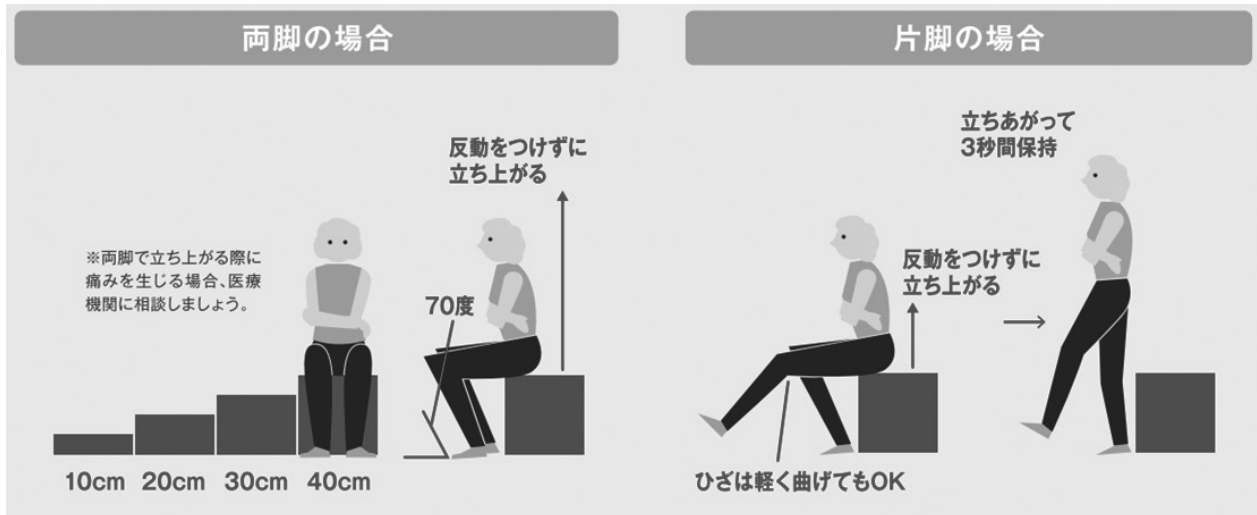 両脚の場合
反動をつけずに
立ち上がる
※両脚で立ち上がる際に
痛みを生じる場合、医療
機関に相談しましょう。
70度
10cm
20cm
30cm
40cm
片脚の場合
立ちあがって
3秒間保持
反動をつけずに
立ち上がる
ひざは軽く曲げてもOK